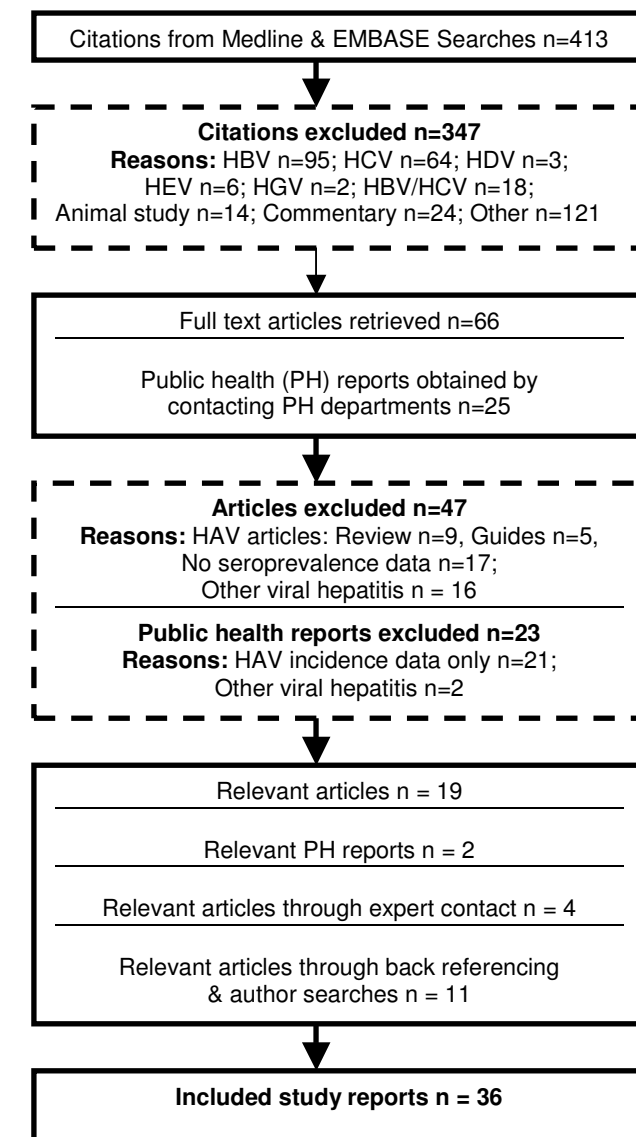 Citations from Medline & EMBASE Searches n=413
Citations excluded n=347
Reasons: HBV n=95; HCV n=64; HDV n=3;
HEV n=6; HGV n=2; HBV/HCV n=18;
Animal study n=14; Commentary n=24; Other n=121
Full text articles retrieved n=66
Public health (PH) reports obtained by
contacting PH departments n=25
Articles excluded n=47
Reasons: HAV articles: Review n=9, Guides n=5,
No seroprevalence data n=17;
Other viral hepatitis n = 16
Public health reports excluded n=23
Reasons: HAV incidence data only n=21;
Other viral hepatitis n=2
Relevant articles n = 19
Relevant PH reports n = 2
Relevant articles through expert contact n = 4
Relevant articles through back referencing
& author searches n = 11
Included study reports n = 36